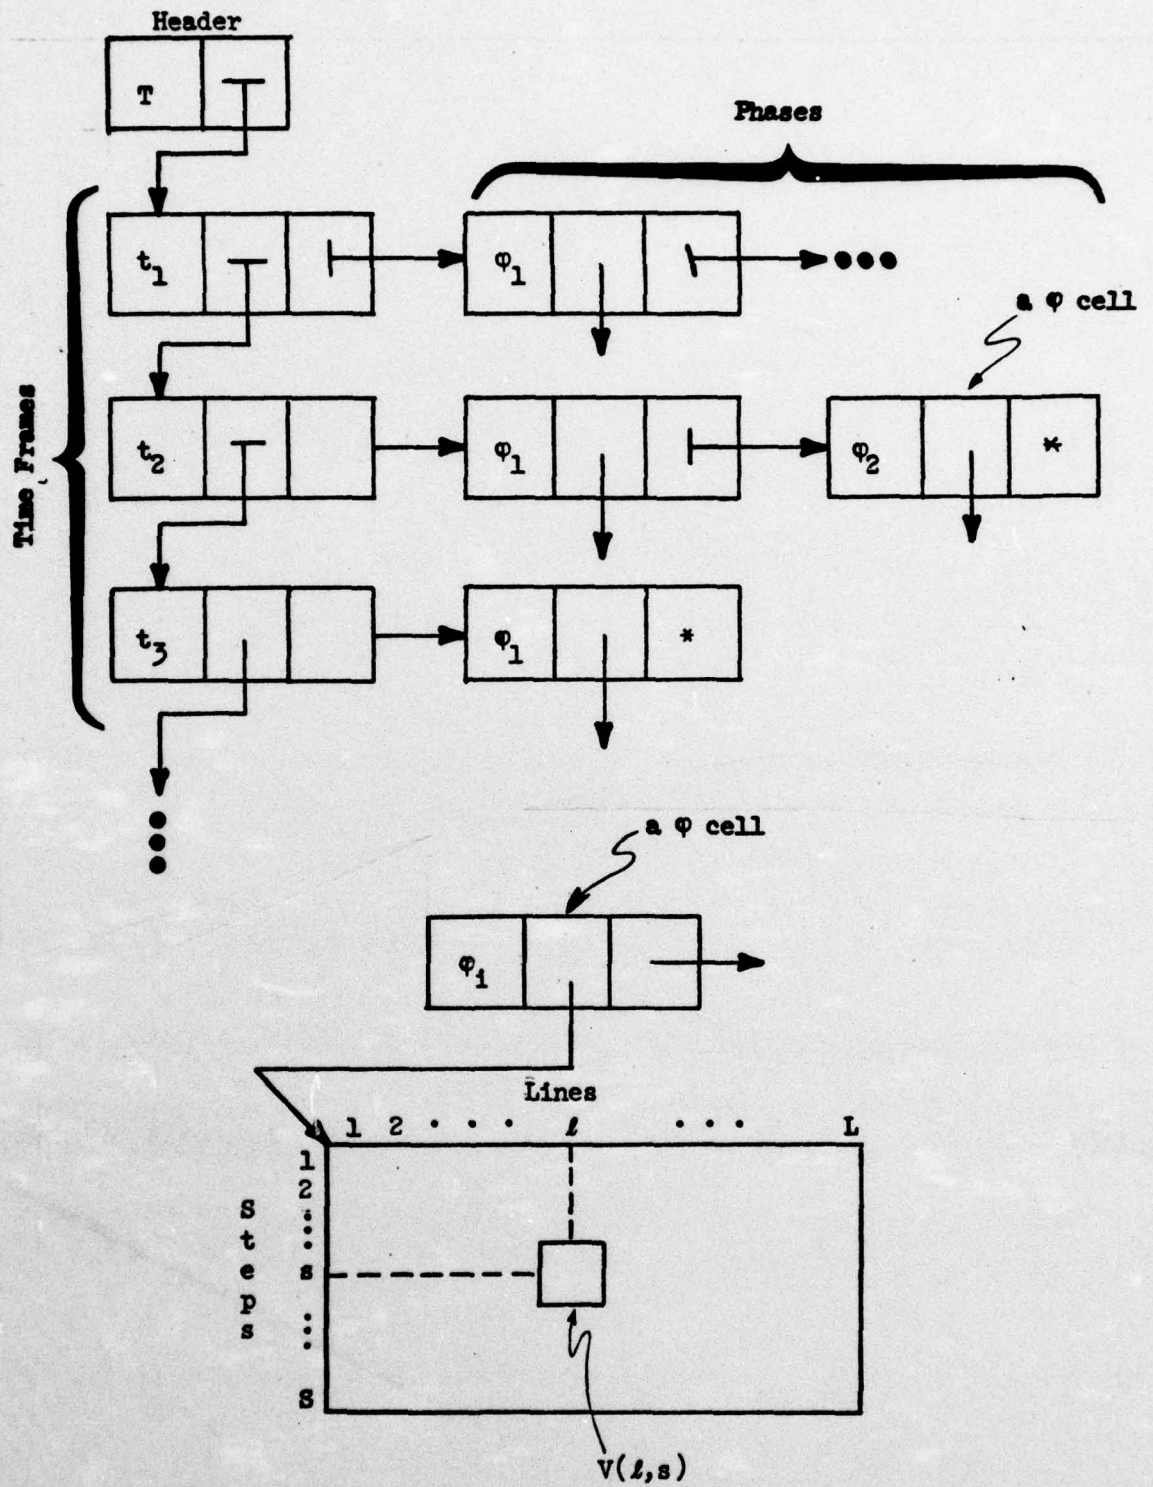 Header
T
Phases
t₁
φ₁
•••
a φ cell
Time Frames
t₂
φ₁
φ₂
*
t₃
φ₁
*
•••
a φ cell
φᵢ
Lines
1 2 • • • ℓ • • • L
1
2
•
•
•
s
•
•
•
S
Steps
V(ℓ,s)